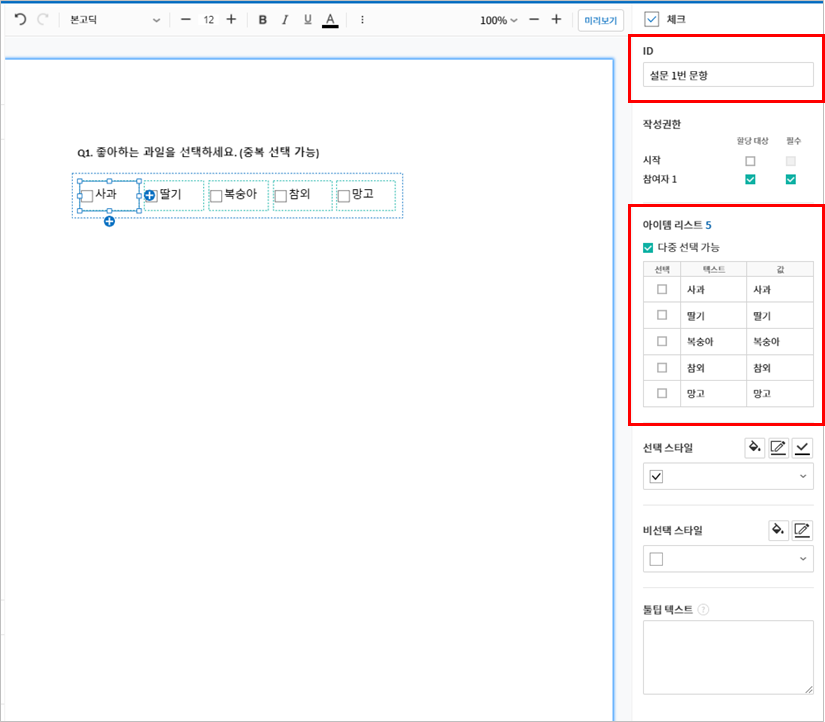 본고딕 12 B I U A 100% 미리보기
체크
ID
설문 1번 문항
작성권한
할당 대상 필수
시작
참여자 1
Q1. 좋아하는 과일을 선택하세요. (중복 선택 가능)
사과 딸기 복숭아 참외 망고
아이템 리스트 5
다중 선택 가능
선택 텍스트 값
사과 사과
딸기 딸기
복숭아 복숭아
참외 참외
망고 망고
선택 스타일
비선택 스타일
툴팁 텍스트 ?